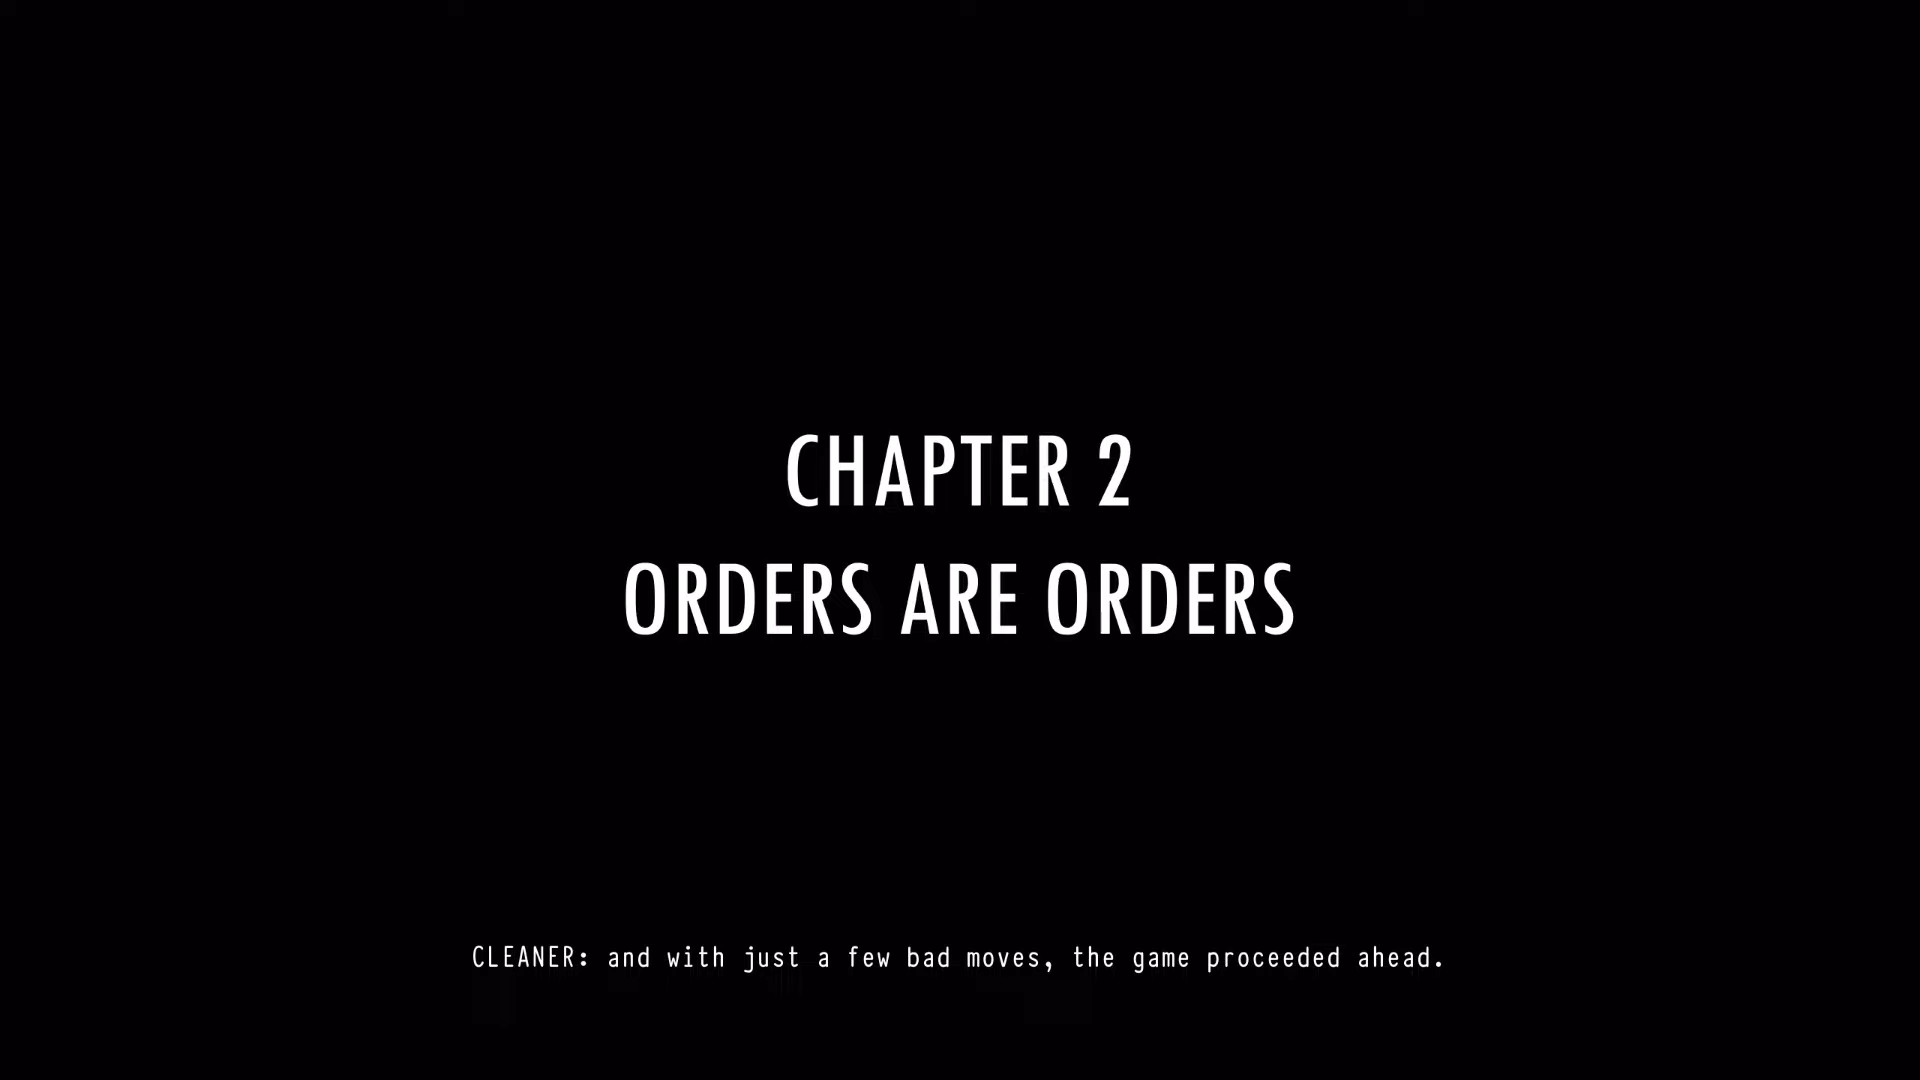 CHAPTER 2
ORDERS ARE ORDERS
CLEANER: and with just a few bad moves, the game proceeded ahead.